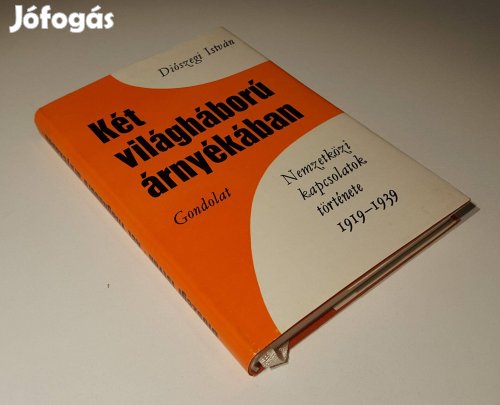 Jófogás
Diószegi István
Két
világháború
árnyékában
Gondolat
Nemzetközi
kapcsolatok
története
1919–1939